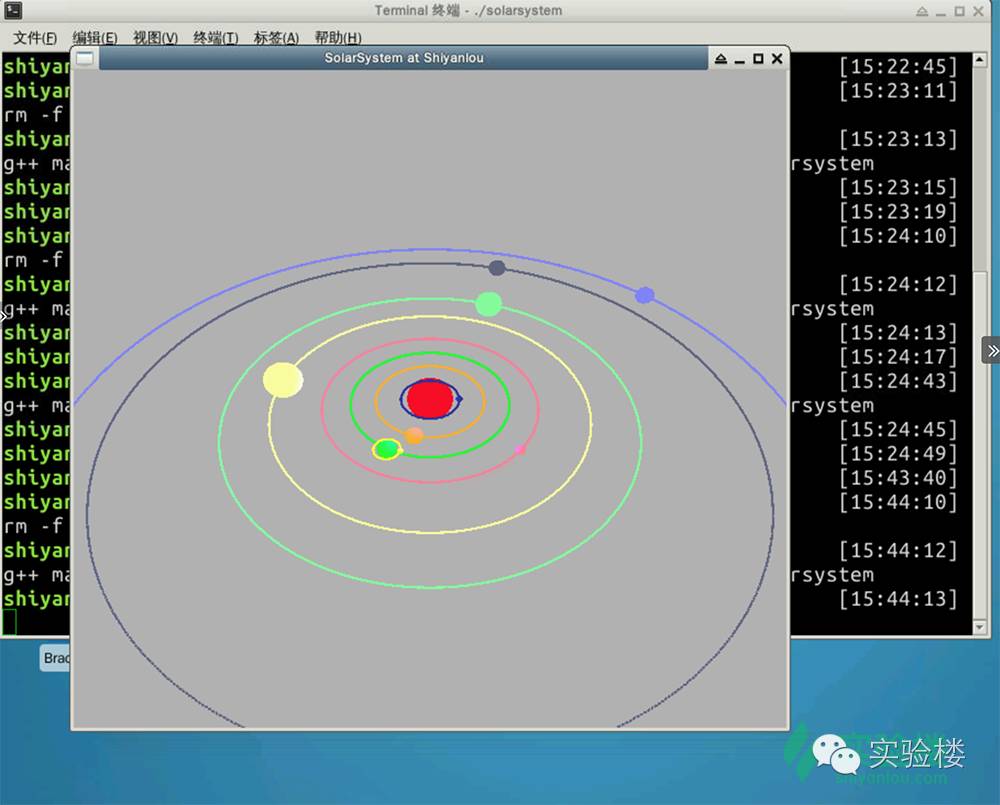 Terminal 终端 - ./solarsystem
文件(F) 编辑(E) 视图(V) 终端(T) 标签(A) 帮助(H)
SolarSystem at Shiyanlou
shiyan [15:22:45]
shiyan [15:23:11]
rm -f
shiyan [15:23:13]
g++ ma rsystem
shiyan [15:23:15]
shiyan [15:23:19]
shiyan [15:24:10]
rm -f
shiyan [15:24:12]
g++ ma rsystem
shiyan [15:24:13]
shiyan [15:24:17]
shiyan [15:24:43]
g++ ma rsystem
shiyan [15:24:45]
shiyan [15:24:49]
shiyan [15:43:40]
shiyan [15:44:10]
rm -f
shiyan [15:44:12]
g++ ma rsystem
shiyan [15:44:13]
Brac
实验楼
shiyanlou.com